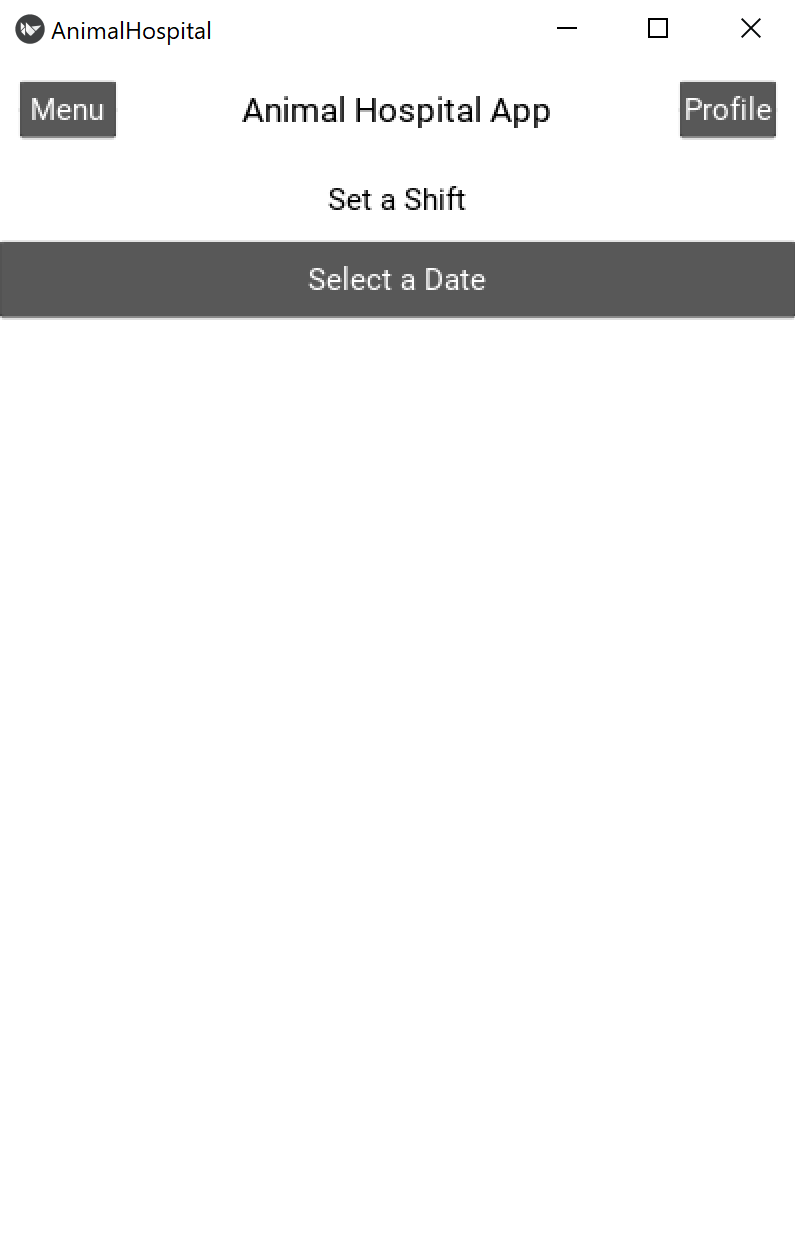 AnimalHospital
Menu Animal Hospital App Profile
Set a Shift
Select a Date